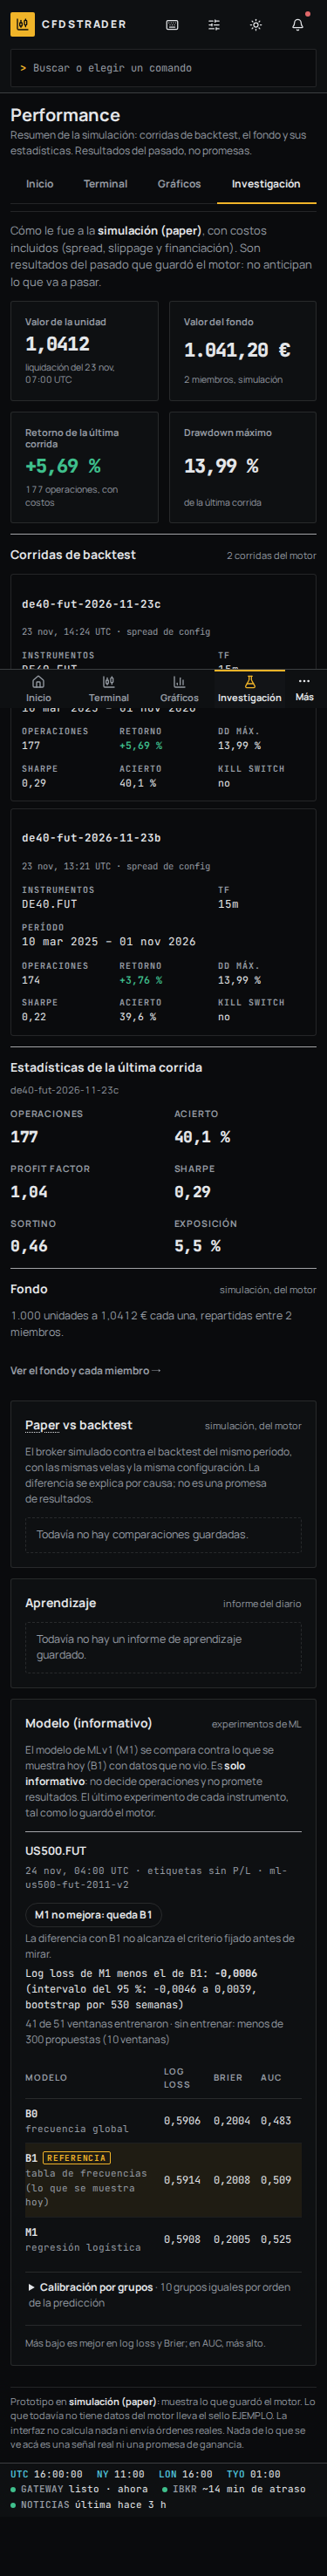 CFDSTRADER
> Buscar o elegir un comando
Performance
Resumen de la simulación: corridas de backtest, el fondo y sus
estadísticas. Resultados del pasado, no promesas.
Inicio Terminal Gráficos Investigación
Cómo le fue a la simulación (paper), con costos
incluidos (spread, slippage y financiación). Son
resultados del pasado que guardó el motor: no anticipan
lo que va a pasar.
Valor de la unidad
1,0412
liquidación del 23 nov,
07:00 UTC
Valor del fondo
1.041,20 €
2 miembros, simulación
Retorno de la última
corrida
+5,69 %
177 operaciones, con
costos
Drawdown máximo
13,99 %
de la última corrida
Corridas de backtest 2 corridas del motor
de40-fut-2026-11-23c
23 nov, 14:24 UTC · spread de config
INSTRUMENTOS TF
DE40.FUT 15m
Inicio Terminal Gráficos Investigación Más
10 mar 2025 – 01 nov 2026
OPERACIONES RETORNO DD MÁX.
177 +5,69 % 13,99 %
SHARPE ACIERTO KILL SWITCH
0,29 40,1 % no
de40-fut-2026-11-23b
23 nov, 13:21 UTC · spread de config
INSTRUMENTOS TF
DE40.FUT 15m
PERÍODO
10 mar 2025 – 01 nov 2026
OPERACIONES RETORNO DD MÁX.
174 +3,76 % 13,99 %
SHARPE ACIERTO KILL SWITCH
0,22 39,6 % no
Estadísticas de la última corrida
de40-fut-2026-11-23c
OPERACIONES ACIERTO
177 40,1 %
PROFIT FACTOR SHARPE
1,04 0,29
SORTINO EXPOSICIÓN
0,46 5,5 %
Fondo simulación, del motor
1.000 unidades a 1,0412 € cada una, repartidas entre 2
miembros.
Ver el fondo y cada miembro →
Paper vs backtest simulación, del motor
El broker simulado contra el backtest del mismo período,
con las mismas velas y la misma configuración. La
diferencia se explica por causa; no es una promesa
de resultados.
Todavía no hay comparaciones guardadas.
Aprendizaje informe del diario
Todavía no hay un informe de aprendizaje
guardado.
Modelo (informativo) experimentos de ML
El modelo de ML v1 (M1) se compara contra lo que se
muestra hoy (B1) con datos que no vio. Es solo
informativo: no decide operaciones y no promete
resultados. El último experimento de cada instrumento,
tal como lo guardó el motor.
US500.FUT
24 nov, 04:00 UTC · etiquetas sin P/L · ml-
us500-fut-2011-v2
M1 no mejora: queda B1
La diferencia con B1 no alcanza el criterio fijado antes de
mirar.
Log loss de M1 menos el de B1: -0,0006
(intervalo del 95 %: -0,0046 a 0,0039,
bootstrap por 530 semanas)
41 de 51 ventanas entrenaron · sin entrenar: menos de
300 propuestas (10 ventanas)
MODELO LOG LOSS BRIER AUC
B0
frecuencia global 0,5906 0,2004 0,483
B1 REFERENCIA
tabla de frecuencias
(lo que se muestra
hoy) 0,5914 0,2008 0,509
M1
regresión logística 0,5908 0,2005 0,525
▶ Calibración por grupos · 10 grupos iguales por orden
de la predicción
Más bajo es mejor en log loss y Brier; en AUC, más alto.
Prototipo en simulación (paper): muestra lo que guardó el motor. Lo
que todavía no tiene datos del motor lleva el sello EJEMPLO. La
interfaz no calcula nada ni envía órdenes reales. Nada de lo que se
ve acá es una señal real ni una promesa de ganancia.
UTC 16:00:00 NY 11:00 LON 16:00 TYO 01:00
GATEWAY listo · ahora IBKR ~14 min de atraso
NOTICIAS última hace 3 h